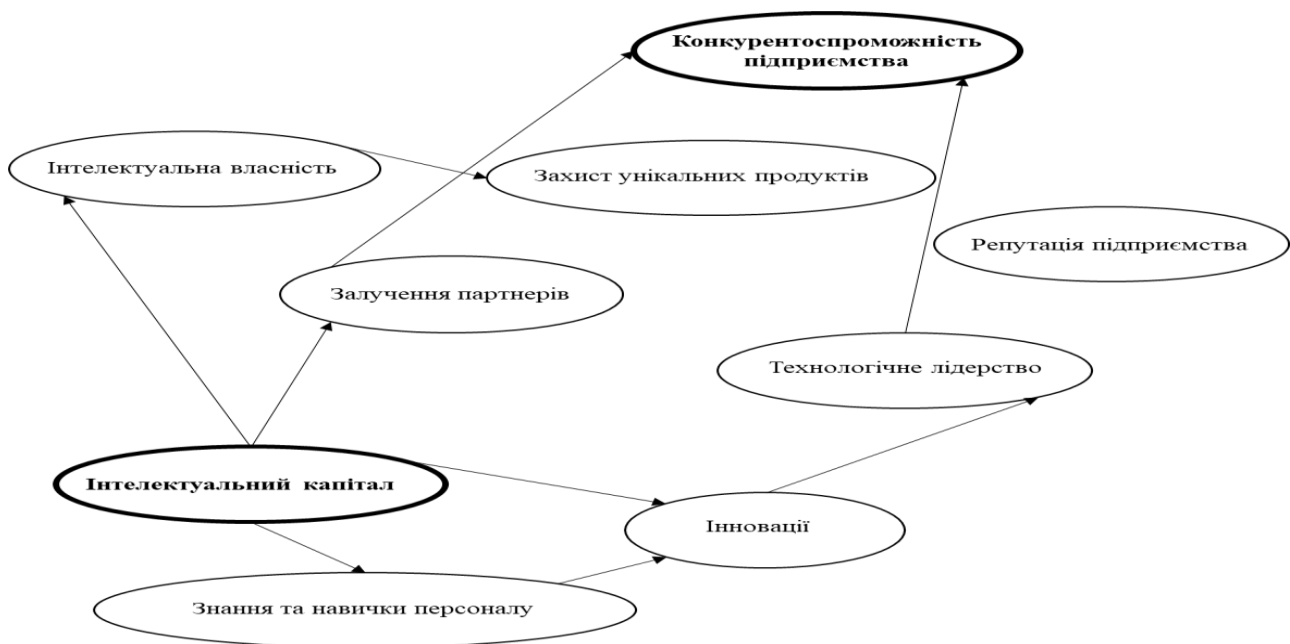 Конкурентоспроможність
підприємства
Інтелектуальна власність
Захист унікальних продуктів
Репутація підприємства
Залучення партнерів
Технологічне лідерство
Інтелектуальний капітал
Інновації
Знання та навички персоналу